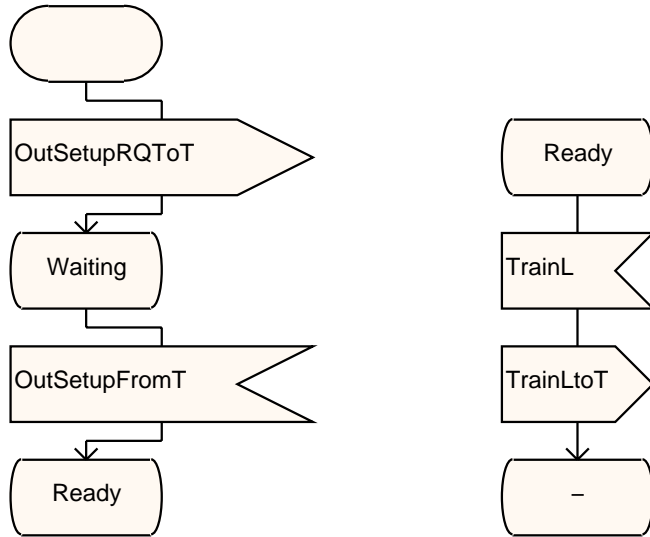 OutSetupRQToT
Waiting
OutSetupFromT
Ready
Ready
TrainL
TrainLtoT
–